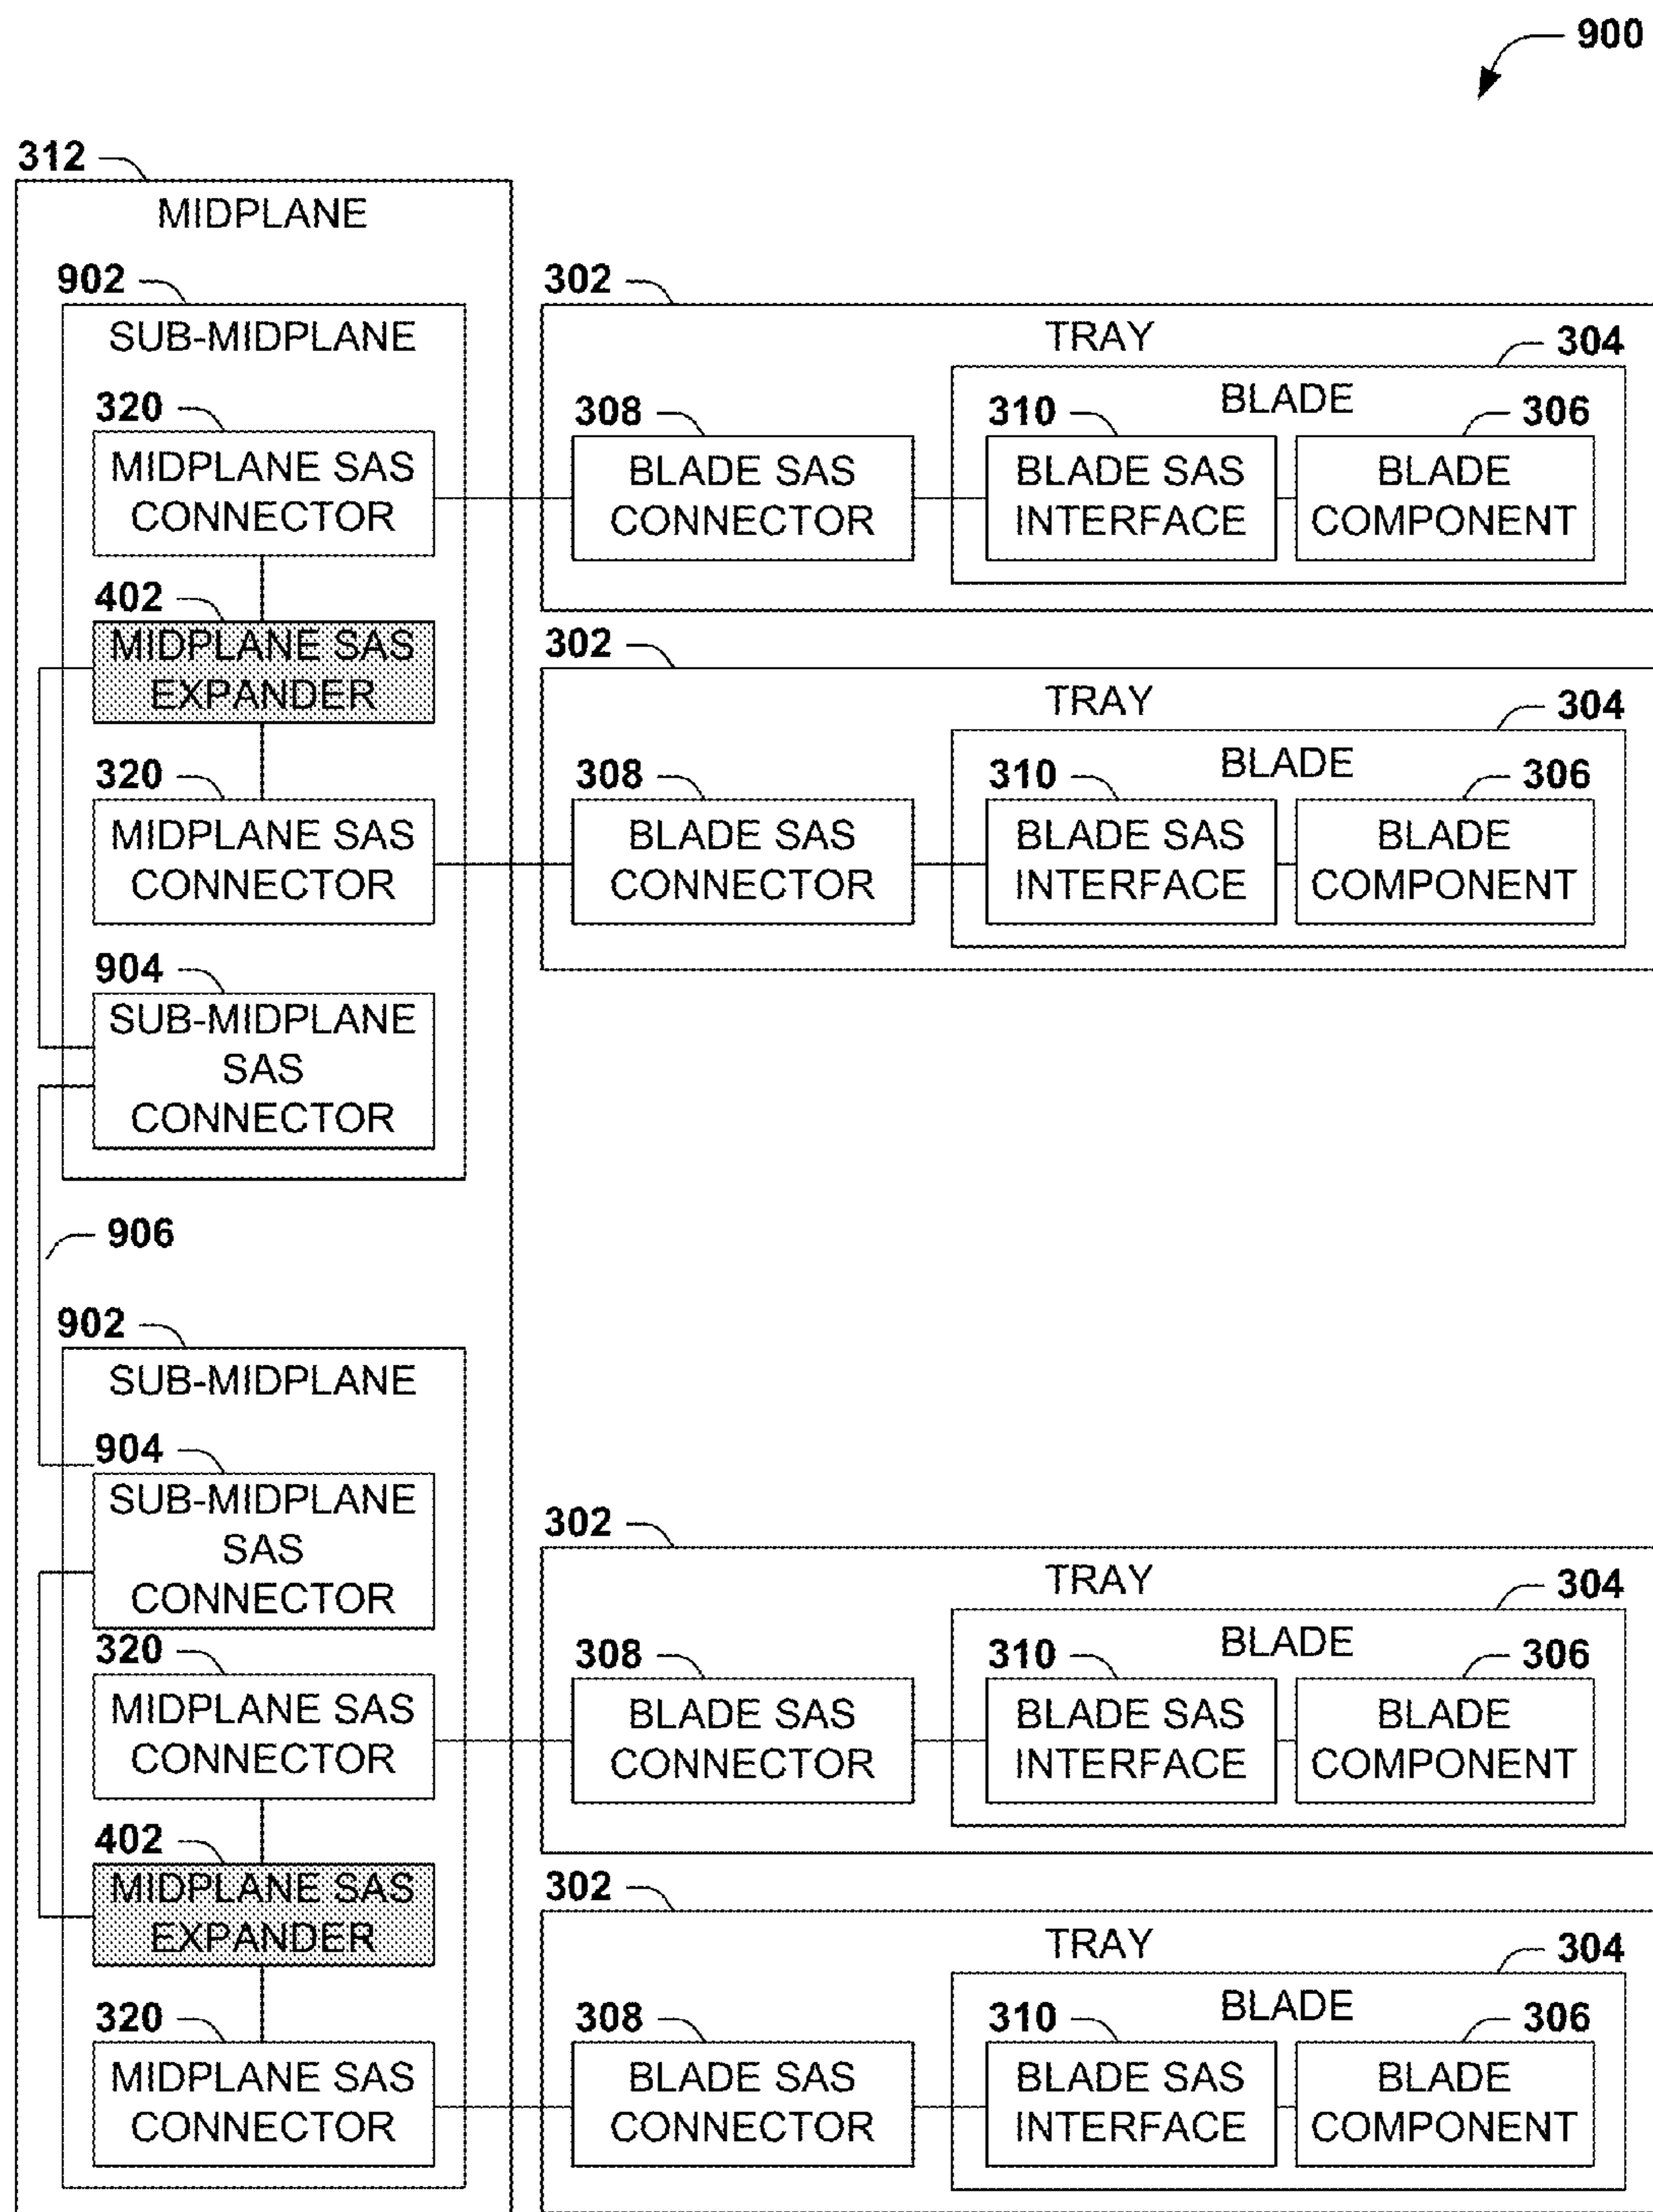 900
312
MIDPLANE
902
SUB-MIDPLANE
320
MIDPLANE SAS
CONNECTOR
402
MIDPLANE SAS
EXPANDER
320
MIDPLANE SAS
CONNECTOR
904
SUB-MIDPLANE
SAS
CONNECTOR
302
TRAY
304
BLADE
308
BLADE SAS
CONNECTOR
310
BLADE SAS
INTERFACE
306
BLADE
COMPONENT
302
TRAY
304
BLADE
308
BLADE SAS
CONNECTOR
310
BLADE SAS
INTERFACE
306
BLADE
COMPONENT
906
902
SUB-MIDPLANE
904
SUB-MIDPLANE
SAS
CONNECTOR
320
MIDPLANE SAS
CONNECTOR
402
MIDPLANE SAS
EXPANDER
320
MIDPLANE SAS
CONNECTOR
302
TRAY
304
BLADE
308
BLADE SAS
CONNECTOR
310
BLADE SAS
INTERFACE
306
BLADE
COMPONENT
302
TRAY
304
BLADE
308
BLADE SAS
CONNECTOR
310
BLADE SAS
INTERFACE
306
BLADE
COMPONENT